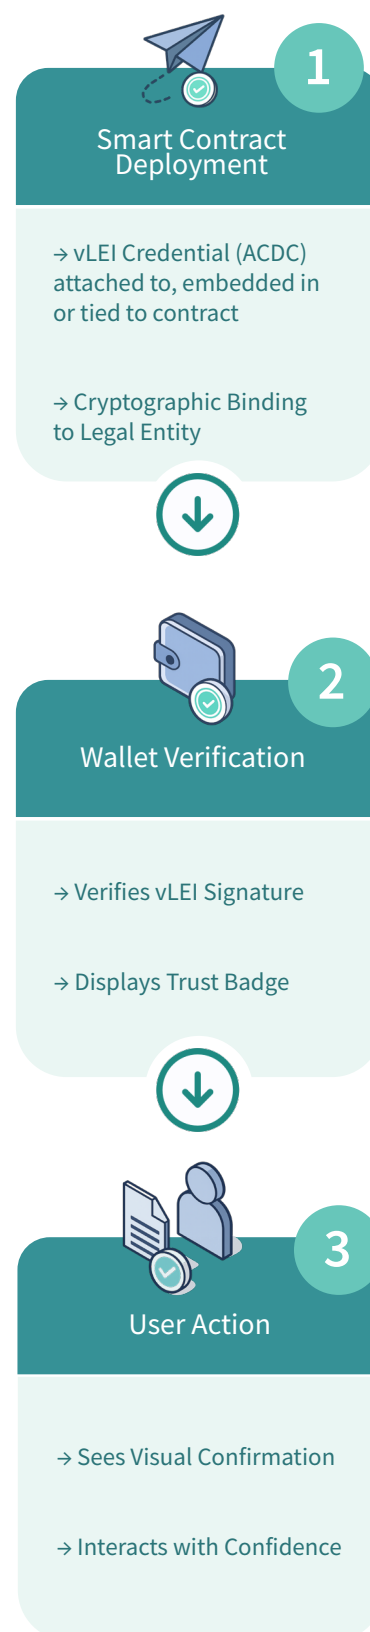 1
Smart Contract
Deployment
→ vLEI Credential (ACDC)
attached to, embedded in
or tied to contract
→ Cryptographic Binding
to Legal Entity
2
Wallet Verification
→ Verifies vLEI Signature
→ Displays Trust Badge
3
User Action
→ Sees Visual Confirmation
→ Interacts with Confidence